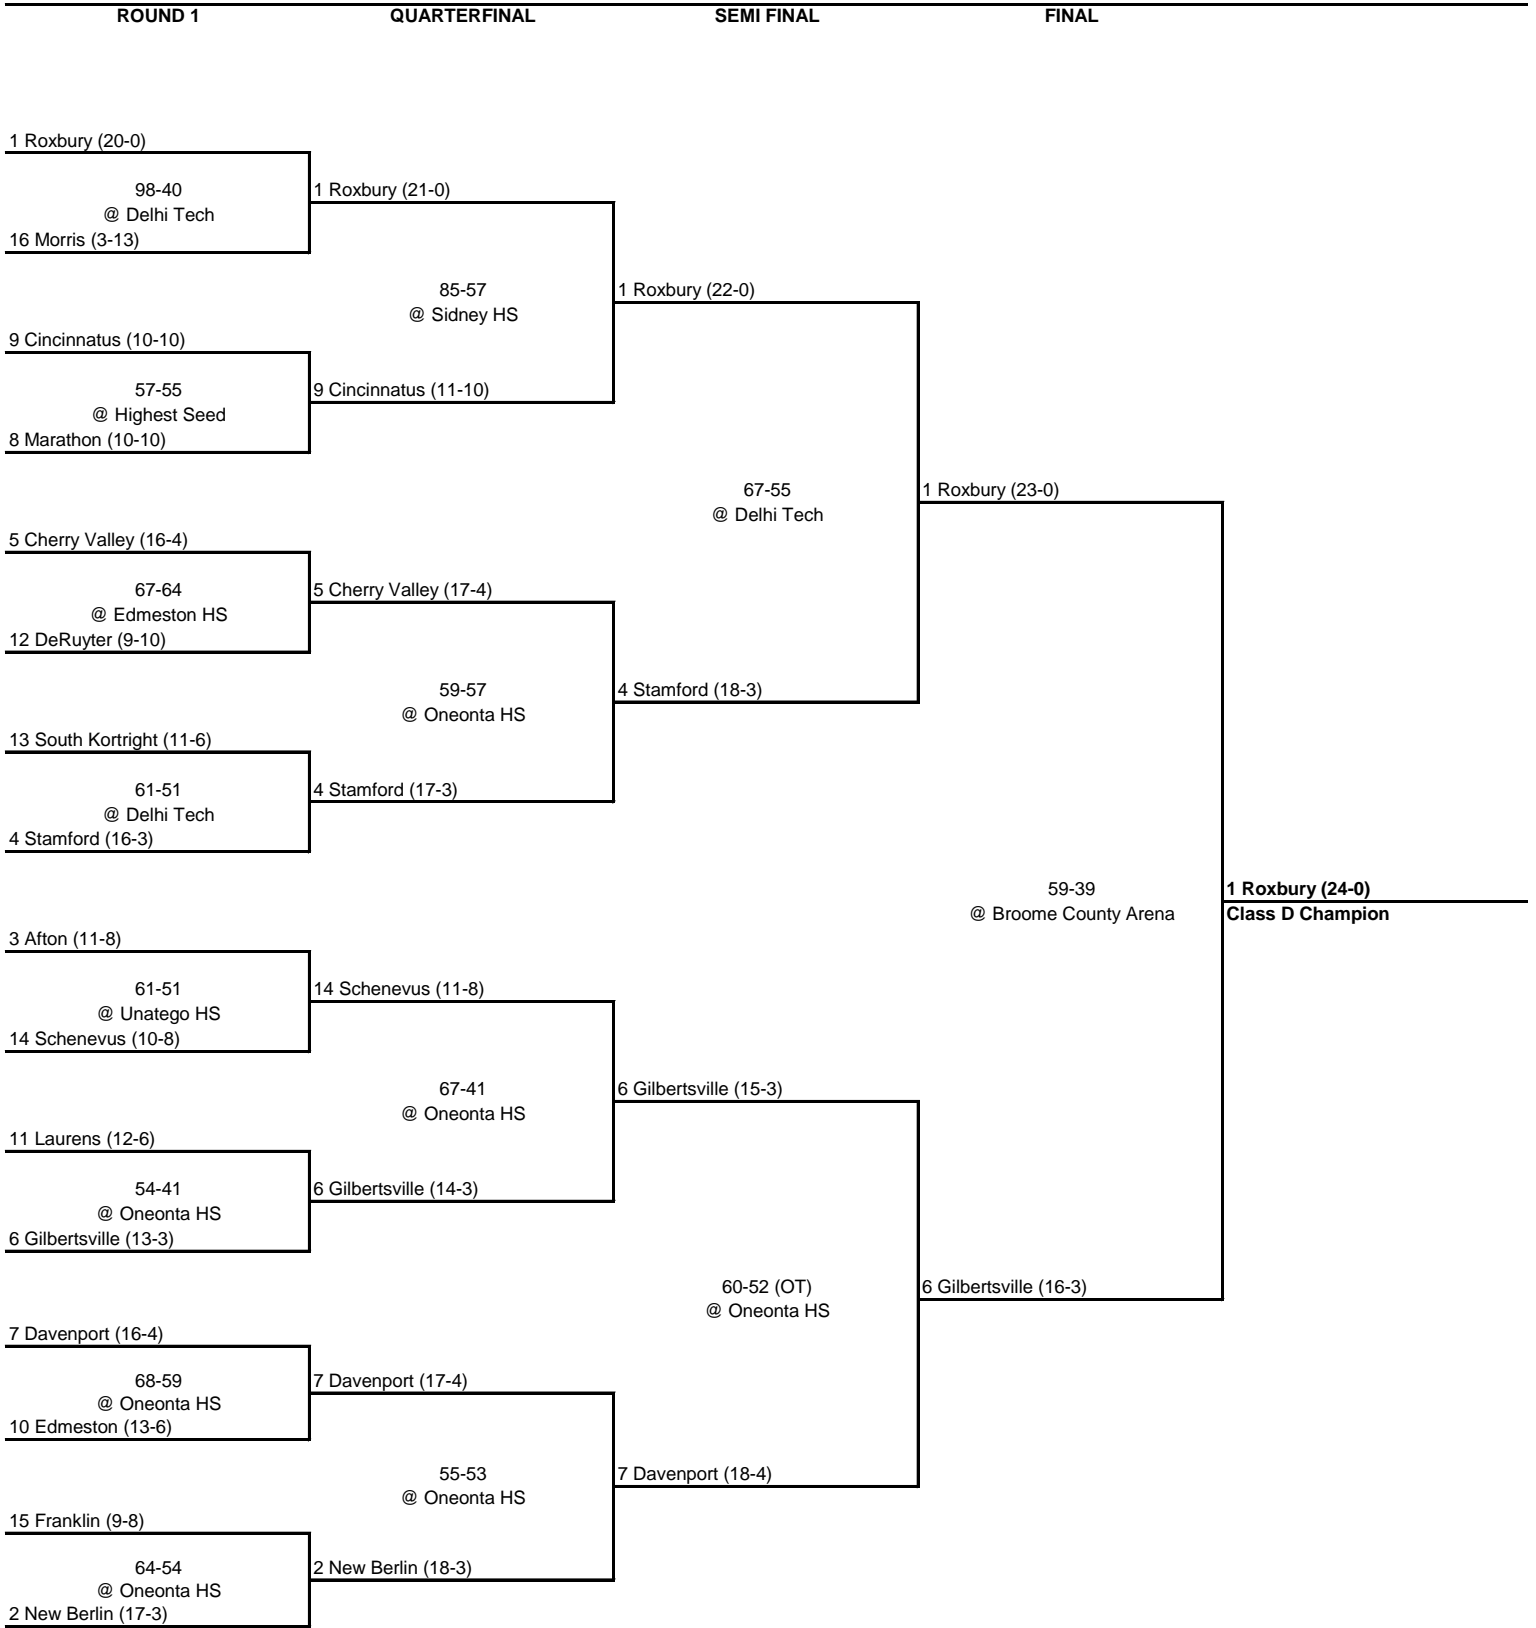 ROUND 1 QUARTERFINAL SEMI FINAL FINAL
1 Roxbury (20-0)
98-40
@ Delhi Tech
16 Morris (3-13)
1 Roxbury (21-0)
85-57
@ Sidney HS
1 Roxbury (22-0)
9 Cincinnatus (10-10)
57-55
@ Highest Seed
8 Marathon (10-10)
9 Cincinnatus (11-10)
67-55
@ Delhi Tech
1 Roxbury (23-0)
5 Cherry Valley (16-4)
67-64
@ Edmeston HS
12 DeRuyter (9-10)
5 Cherry Valley (17-4)
59-57
@ Oneonta HS
4 Stamford (18-3)
13 South Kortright (11-6)
61-51
@ Delhi Tech
4 Stamford (16-3)
4 Stamford (17-3)
59-39
@ Broome County Arena
1 Roxbury (24-0)
Class D Champion
3 Afton (11-8)
61-51
@ Unatego HS
14 Schenevus (10-8)
14 Schenevus (11-8)
67-41
@ Oneonta HS
6 Gilbertsville (15-3)
11 Laurens (12-6)
54-41
@ Oneonta HS
6 Gilbertsville (13-3)
6 Gilbertsville (14-3)
60-52 (OT)
@ Oneonta HS
6 Gilbertsville (16-3)
7 Davenport (16-4)
68-59
@ Oneonta HS
10 Edmeston (13-6)
7 Davenport (17-4)
55-53
@ Oneonta HS
7 Davenport (18-4)
15 Franklin (9-8)
64-54
@ Oneonta HS
2 New Berlin (17-3)
2 New Berlin (18-3)